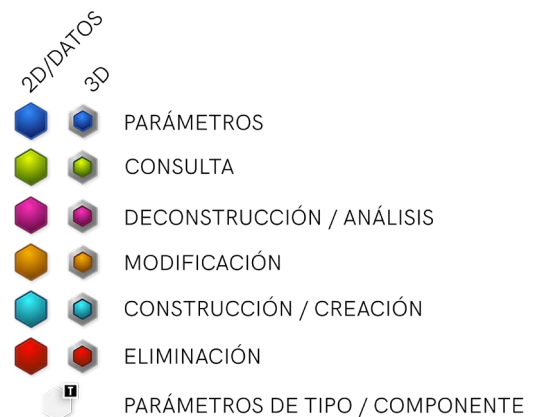 2D/DATOS
3D
PARÁMETROS
CONSULTA
DECONSTRUCCIÓN / ANÁLISIS
MODIFICACIÓN
CONSTRUCCIÓN / CREACIÓN
ELIMINACIÓN
T
PARÁMETROS DE TIPO / COMPONENTE